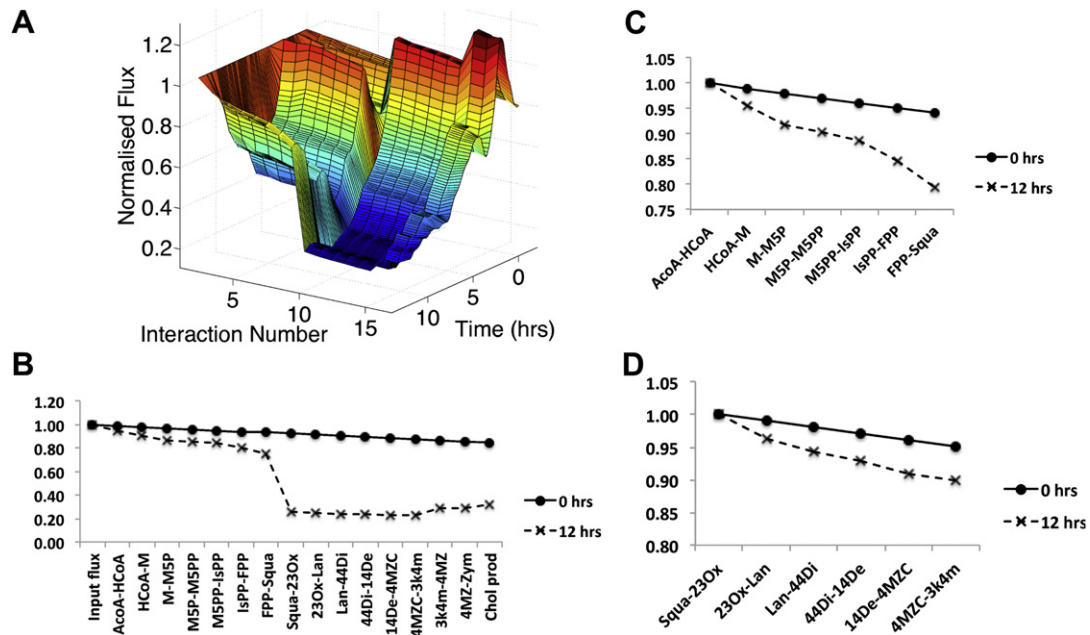 A
1.2
1
0.8
0.6
0.4
0.2
Normalised Flux
5
10
15
Interaction Number
10
5
0
Time (hrs)
B
1.20
1.00
0.80
0.60
0.40
0.20
0.00
Input flux
AcoA-HCoA
HCoA-M
M-M5P
M5P-M5PP
M5PP-IsPP
IsPP-FPP
FPP-Squa
Squa-23Ox
23Ox-Lan
Lan-44Di
44Di-14De
14De-4MZC
4MZC-3k4m
3k4m-4MZ
4MZ-Zym
Chol prod
0 hrs
12 hrs
C
1.05
1.00
0.95
0.90
0.85
0.80
0.75
AcoA-HCoA
HCoA-M
M-M5P
M5P-M5PP
M5PP-IsPP
IsPP-FPP
FPP-Squa
0 hrs
12 hrs
D
1.05
1.00
0.95
0.90
0.85
0.80
Squa-23Ox
23Ox-Lan
Lan-44Di
44Di-14De
14De-4MZC
4MZC-3k4m
0 hrs
12 hrs